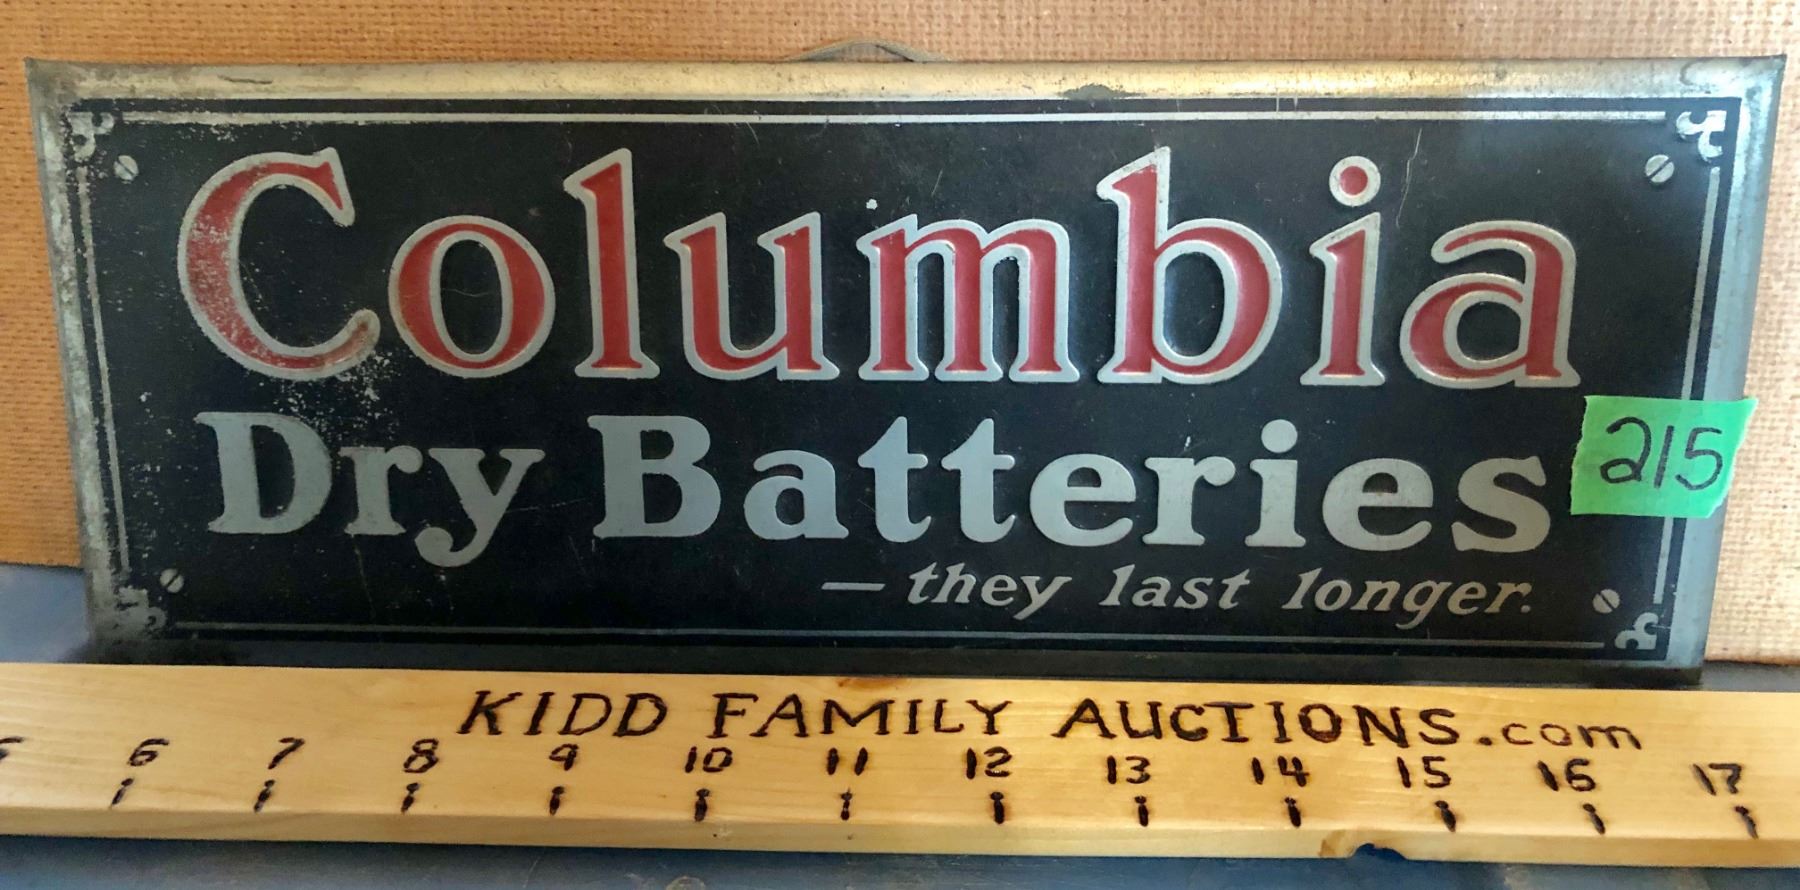 Columbia
Dry Batteries
215
— they last longer.
KIDD FAMILY AUCTIONS.com
6 7 8 9 10 11 12 13 14 15 16 17